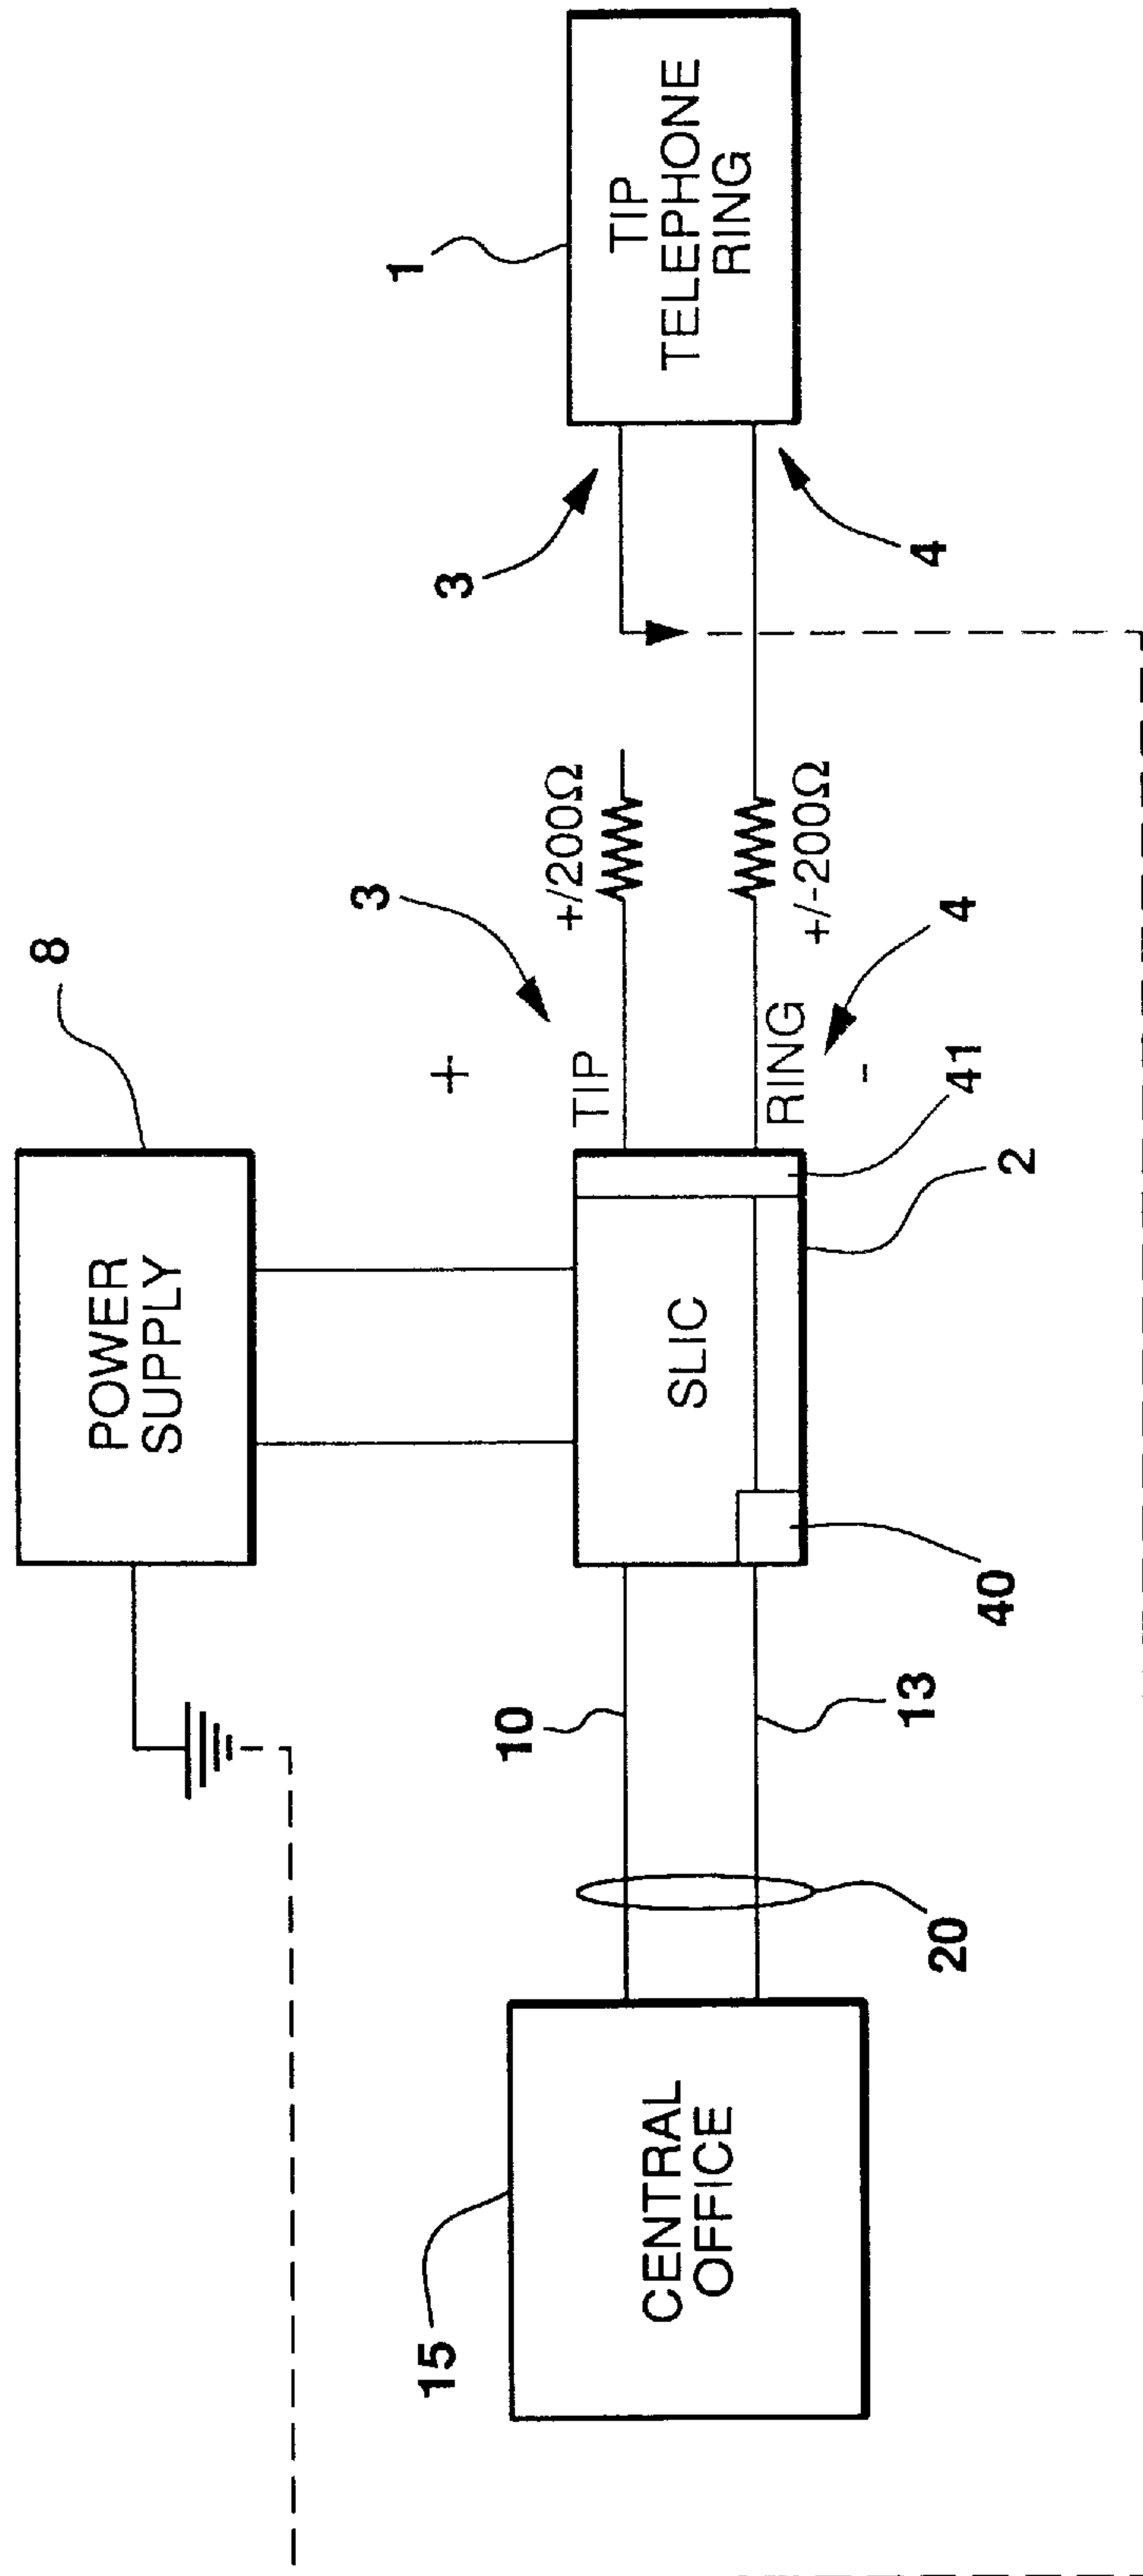 8
POWER
SUPPLY
1
TIP
TELEPHONE
RING
3
3
+
TIP
+/200Ω
15
CENTRAL
OFFICE
10
SLIC
RING
+/-200Ω
-
4
4
20
13
40
2
41